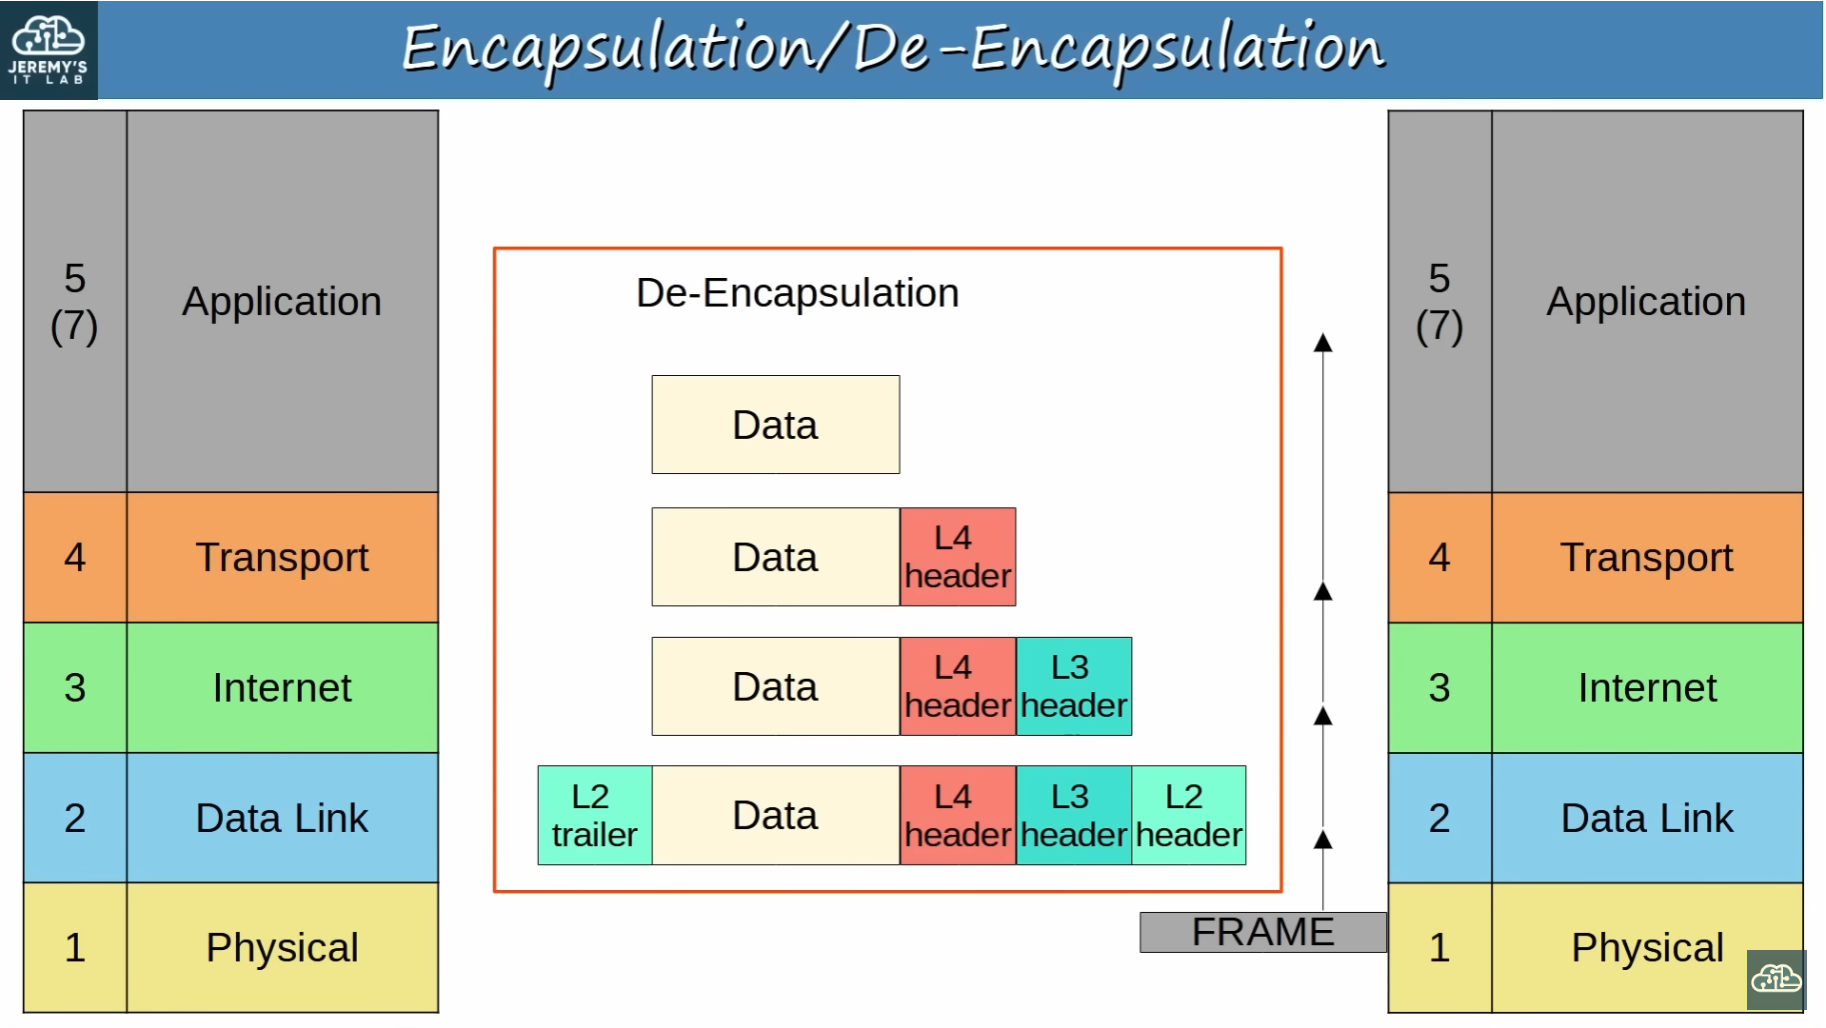 JEREMY'S
IT LAB
Encapsulation/De-Encapsulation
5
(7)
Application
4
Transport
3
Internet
2
Data Link
1
Physical
De-Encapsulation
Data
Data
L4
header
Data
L4
header
L3
header
L2
trailer
Data
L4
header
L3
header
L2
header
FRAME
5
(7)
Application
4
Transport
3
Internet
2
Data Link
1
Physical